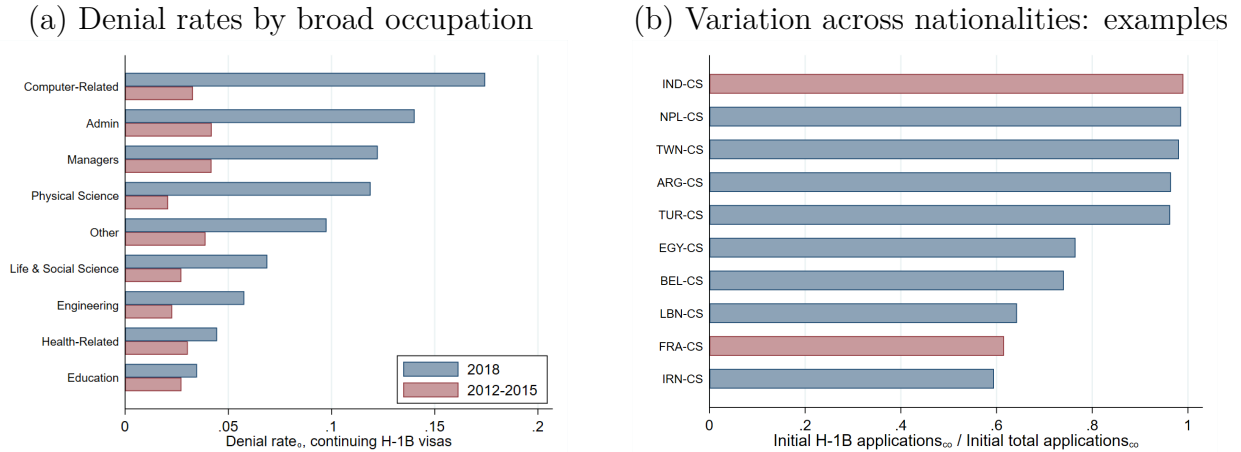 (a) Denial rates by broad occupation
Computer-Related
Admin
Managers
Physical Science
Other
Life & Social Science
Engineering
Health-Related
Education
2018
2012-2015
0 .05 .1 .15 .2
Denial rateₒ, continuing H-1B visas
(b) Variation across nationalities: examples
IND-CS
NPL-CS
TWN-CS
ARG-CS
TUR-CS
EGY-CS
BEL-CS
LBN-CS
FRA-CS
IRN-CS
0 .2 .4 .6 .8 1
Initial H-1B applications_co / Initial total applications_co